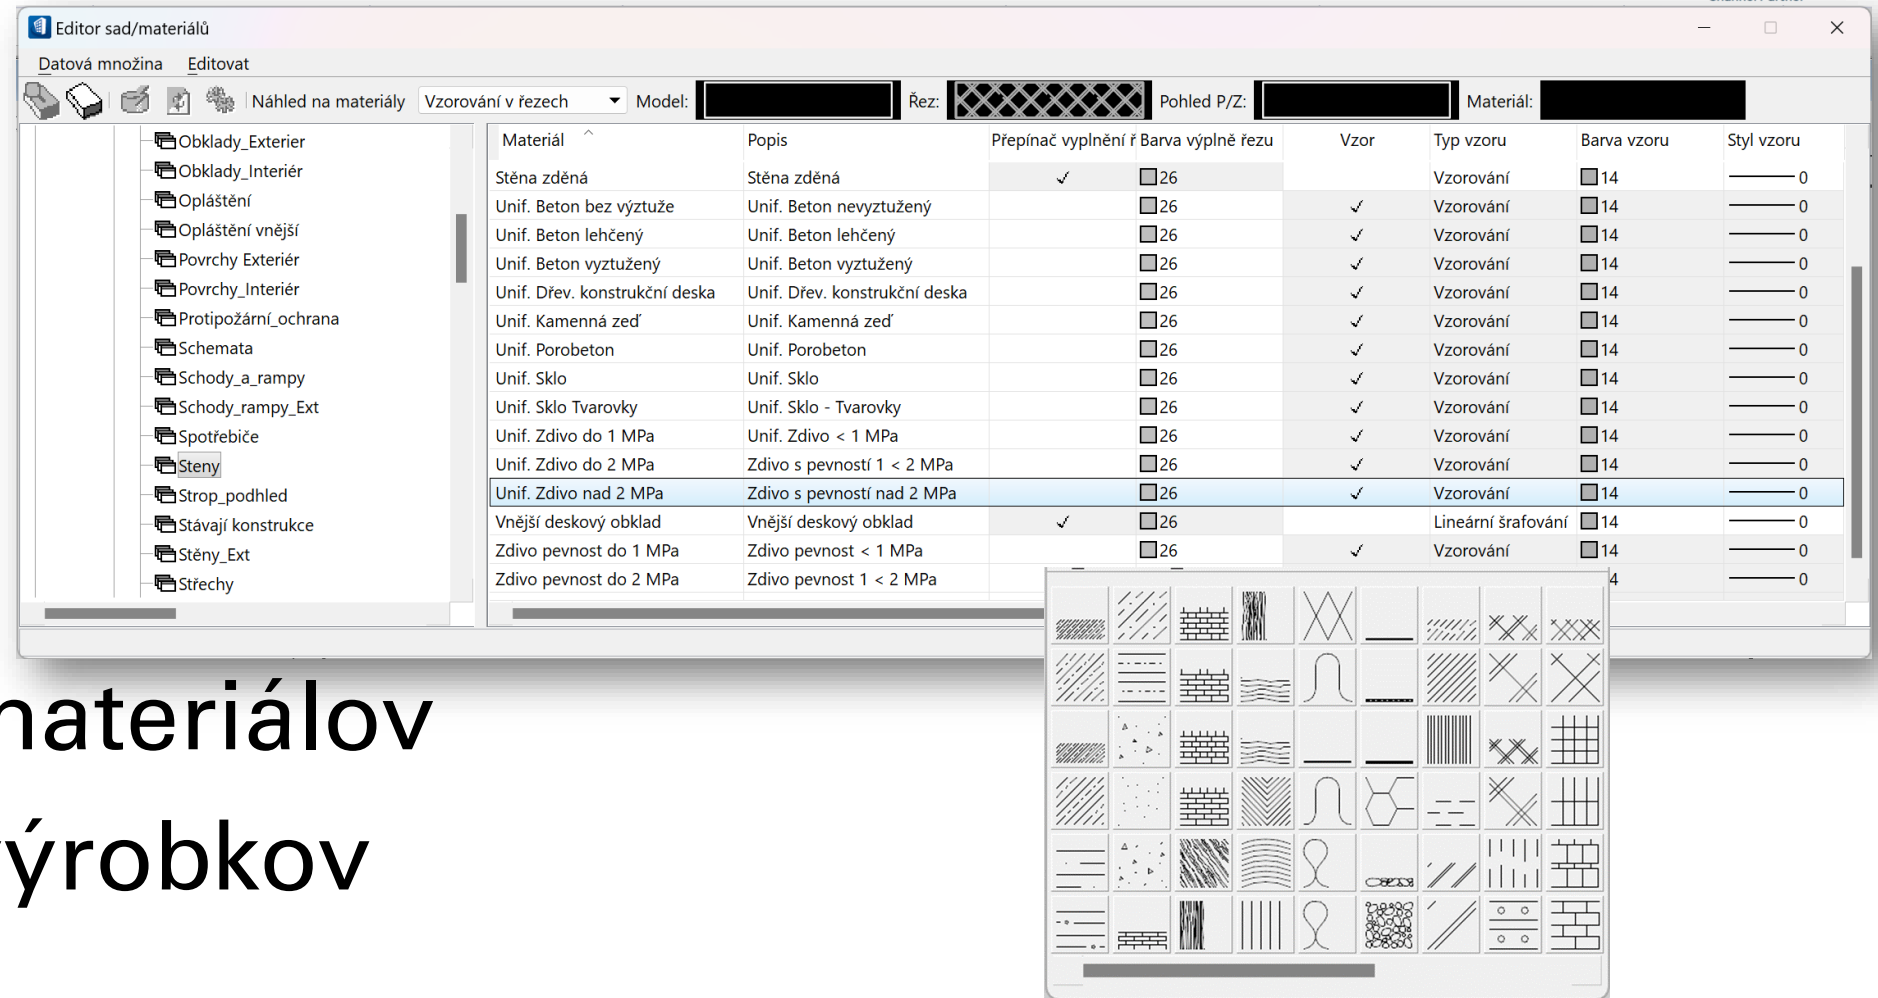 Editor sad/materiálů
Datová množina Editovat
Náhled na materiály Vzorování v řezech Model: Řez: Pohled P/Z: Materiál:
Obklady_Exterier
Obklady_Interiér
Opláštění
Opláštění vnější
Povrchy Exteriér
Povrchy_Interiér
Protipožární_ochrana
Schemata
Schody_a_rampy
Schody_rampy_Ext
Spotřebiče
Steny
Strop_podhled
Stávají konstrukce
Stěny_Ext
Střechy
Materiál Popis Přepínač vyplnění ř Barva výplně řezu Vzor Typ vzoru Barva vzoru Styl vzoru
Stěna zděná Stěna zděná ✓ 26 Vzorování 14 0
Unif. Beton bez výztuže Unif. Beton nevyztužený 26 ✓ Vzorování 14 0
Unif. Beton lehčený Unif. Beton lehčený 26 ✓ Vzorování 14 0
Unif. Beton vyztužený Unif. Beton vyztužený 26 ✓ Vzorování 14 0
Unif. Dřev. konstrukční deska Unif. Dřev. konstrukční deska 26 ✓ Vzorování 14 0
Unif. Kamenná zeď Unif. Kamenná zeď 26 ✓ Vzorování 14 0
Unif. Porobeton Unif. Porobeton 26 ✓ Vzorování 14 0
Unif. Sklo Unif. Sklo 26 ✓ Vzorování 14 0
Unif. Sklo Tvarovky Unif. Sklo - Tvarovky 26 ✓ Vzorování 14 0
Unif. Zdivo do 1 MPa Unif. Zdivo < 1 MPa 26 ✓ Vzorování 14 0
Unif. Zdivo do 2 MPa Zdivo s pevností 1 < 2 MPa 26 ✓ Vzorování 14 0
Unif. Zdivo nad 2 MPa Zdivo s pevností nad 2 MPa 26 ✓ Vzorování 14 0
Vnější deskový obklad Vnější deskový obklad ✓ 26 Lineární šrafování 14 0
Zdivo pevnost do 1 MPa Zdivo pevnost < 1 MPa 26 ✓ Vzorování 14 0
Zdivo pevnost do 2 MPa Zdivo pevnost 1 < 2 MPa 4 0
ateriálov
ýrobkov